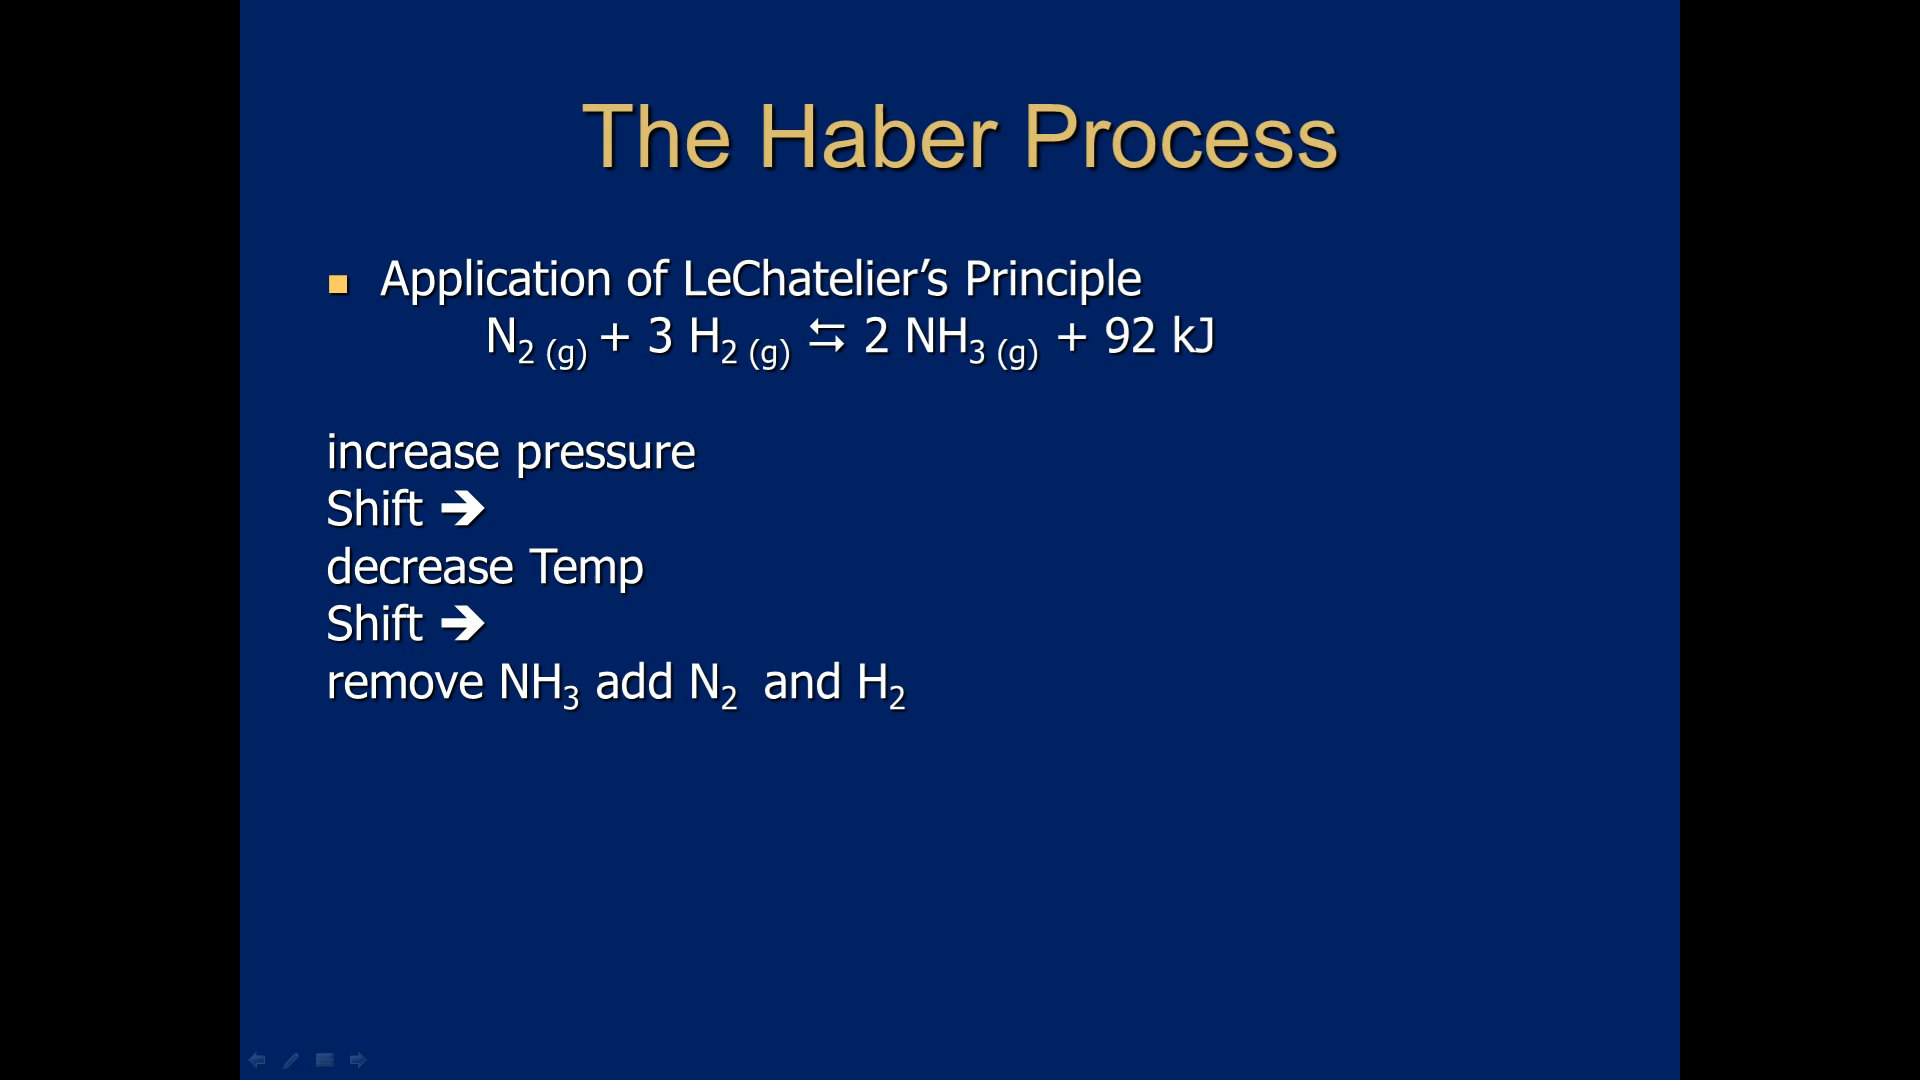 The Haber Process
■ Application of LeChatelier’s Principle
N₂ (g) + 3 H₂ (g) ⇆ 2 NH₃ (g) + 92 kJ
increase pressure
Shift ➔
decrease Temp
Shift ➔
remove NH₃ add N₂ and H₂